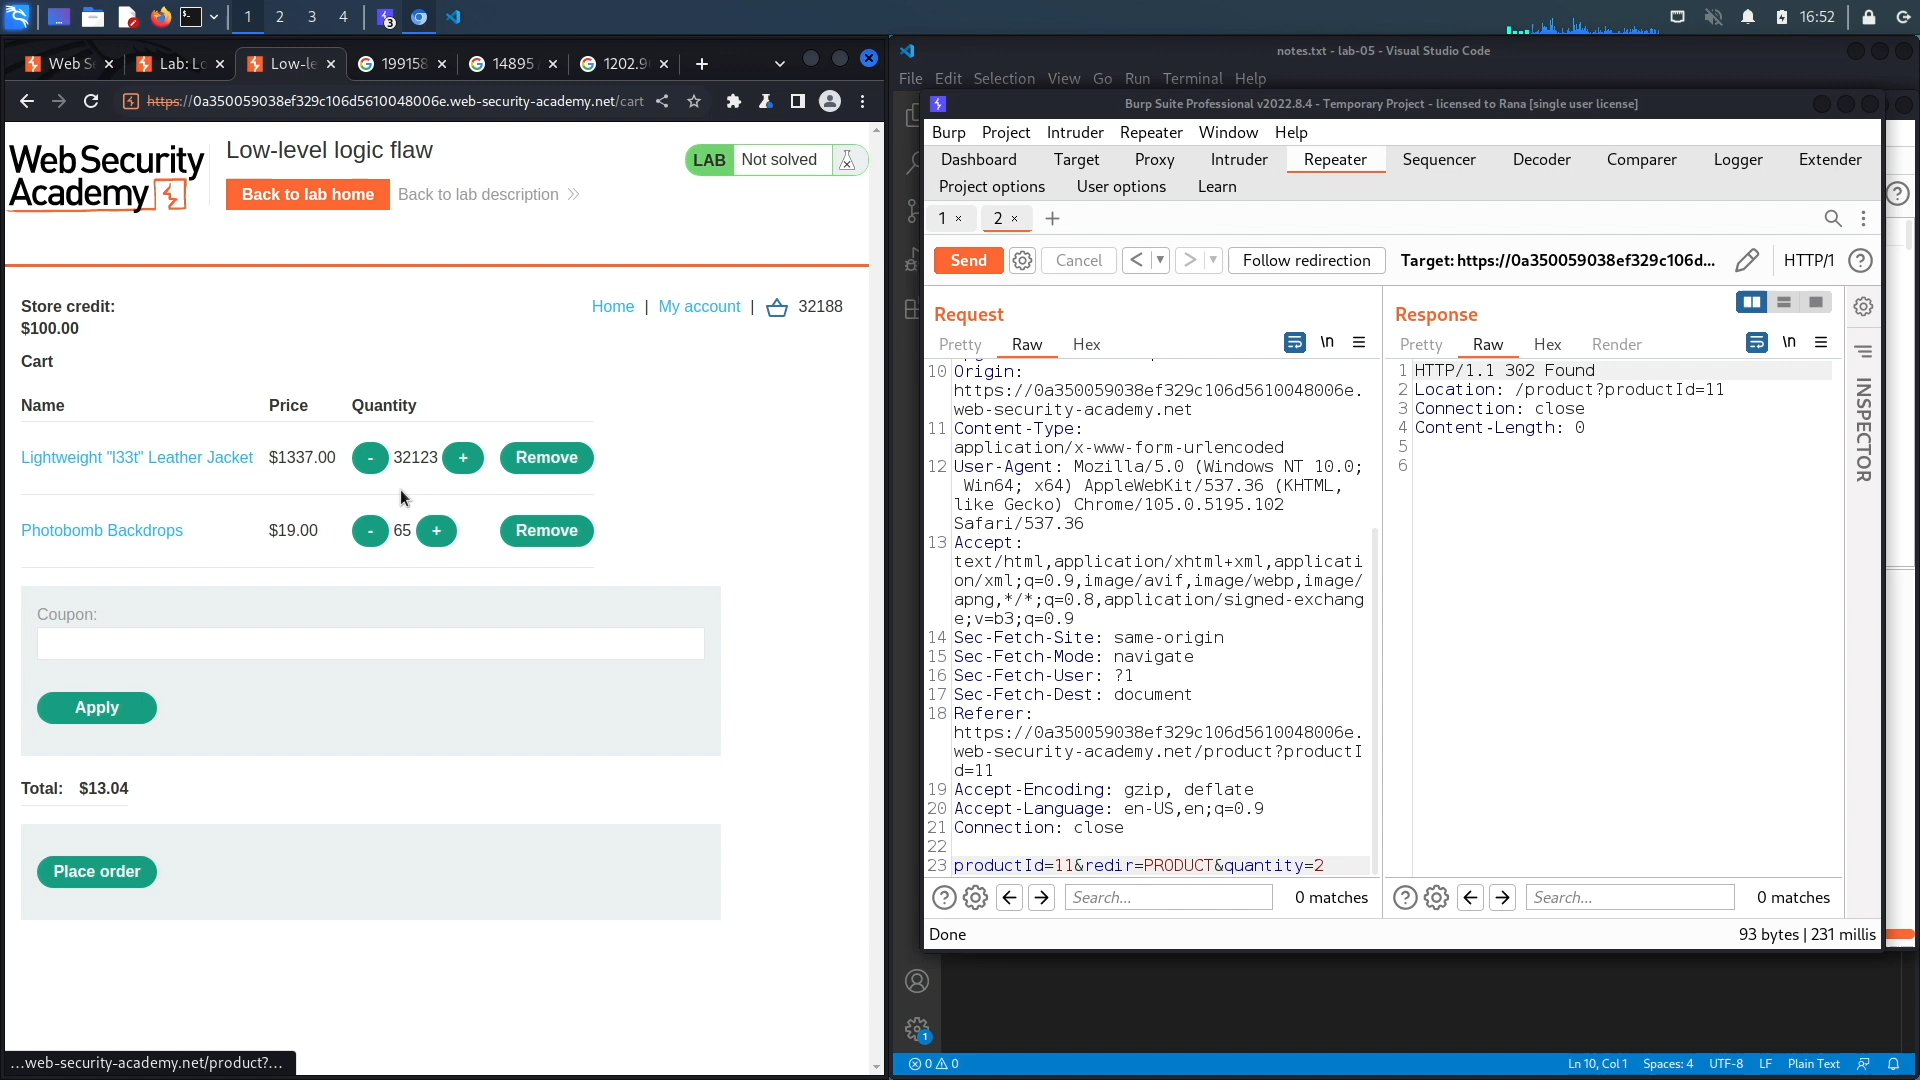 1 2 3 4 3 16:52
Web Se × Lab: Lo × Low-le × 199158 × 14895 × 1202.9 × +
https://0a350059038ef329c106d5610048006e.web-security-academy.net/cart
WebSecurity Academy
Low-level logic flaw
Back to lab home
Back to lab description
LAB Not solved
Store credit:
$100.00
Home | My account | 32188
Cart
Name Price Quantity
Lightweight "l33t" Leather Jacket $1337.00 - 32123 + Remove
Photobomb Backdrops $19.00 - 65 + Remove
Coupon:
Apply
Total: $13.04
Place order
...web-security-academy.net/product?...
notes.txt - lab-05 - Visual Studio Code
File Edit Selection View Go Run Terminal Help
Burp Suite Professional v2022.8.4 - Temporary Project - licensed to Rana [single user license]
Burp Project Intruder Repeater Window Help
Dashboard Target Proxy Intruder Repeater Sequencer Decoder Comparer Logger Extender
Project options User options Learn
1 × 2 × +
Send Cancel < > Follow redirection Target: https://0a350059038ef329c106d... HTTP/1 ?
Request
Pretty Raw Hex \n
10 Origin:
https://0a350059038ef329c106d5610048006e.
web-security-academy.net
11 Content-Type:
application/x-www-form-urlencoded
12 User-Agent: Mozilla/5.0 (Windows NT 10.0;
Win64; x64) AppleWebKit/537.36 (KHTML,
like Gecko) Chrome/105.0.5195.102
Safari/537.36
13 Accept:
text/html,application/xhtml+xml,applicati
on/xml;q=0.9,image/avif,image/webp,image/
apng,*/*;q=0.8,application/signed-exchang
e;v=b3;q=0.9
14 Sec-Fetch-Site: same-origin
15 Sec-Fetch-Mode: navigate
16 Sec-Fetch-User: ?1
17 Sec-Fetch-Dest: document
18 Referer:
https://0a350059038ef329c106d5610048006e.
web-security-academy.net/product?productI
d=11
19 Accept-Encoding: gzip, deflate
20 Accept-Language: en-US,en;q=0.9
21 Connection: close
22
23 productId=11&redir=PRODUCT&quantity=2
? Search... 0 matches
Response
Pretty Raw Hex Render \n
1 HTTP/1.1 302 Found
2 Location: /product?productId=11
3 Connection: close
4 Content-Length: 0
5
6
? Search... 0 matches
INSPECTOR
Done
93 bytes | 231 millis
1
0 0 Ln 10, Col 1 Spaces: 4 UTF-8 LF Plain Text